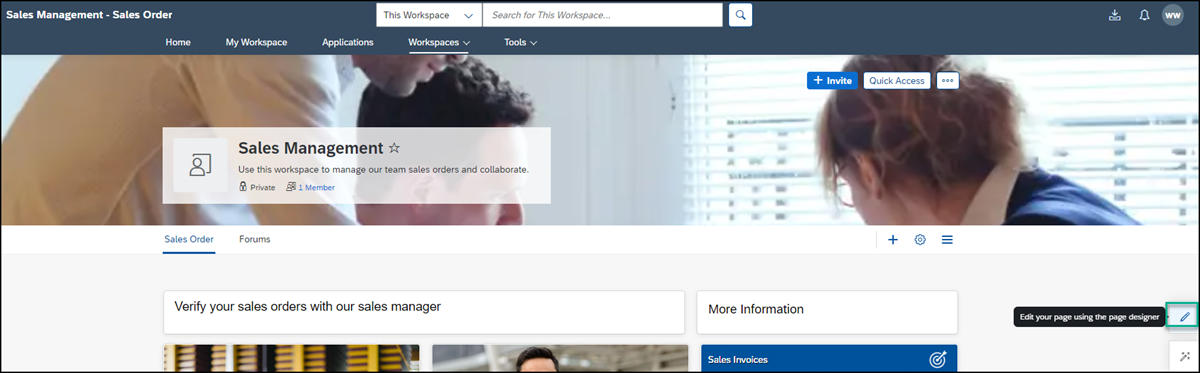 Sales Management - Sales Order
This Workspace
Search for This Workspace...
WW
Home
My Workspace
Applications
Workspaces
Tools
+ Invite
Quick Access
Sales Management
Use this workspace to manage our team sales orders and collaborate.
Private
1 Member
Sales Order
Forums
Verify your sales orders with our sales manager
More Information
Edit your page using the page designer
Sales Invoices